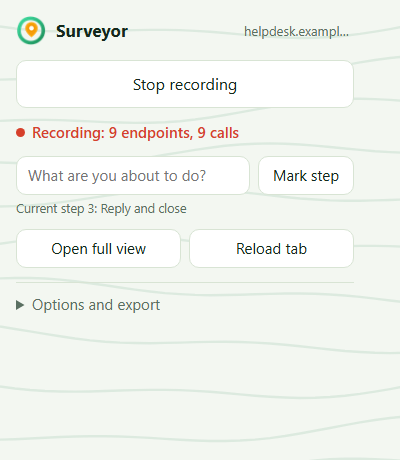 Surveyor
helpdesk.exampl...
Stop recording
Recording: 9 endpoints, 9 calls
What are you about to do?
Mark step
Current step 3: Reply and close
Open full view
Reload tab
Options and export